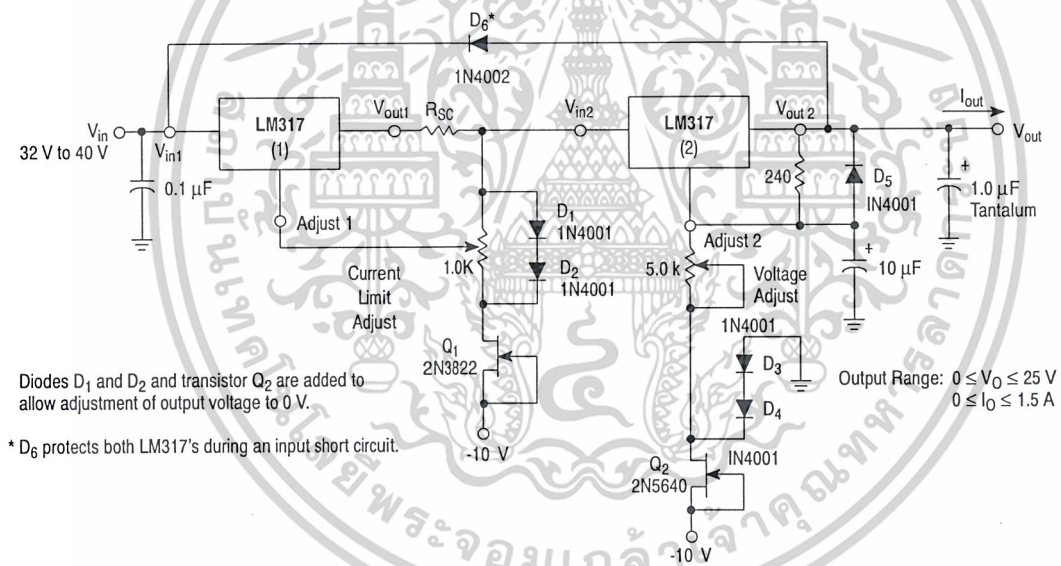 D6*
1N4002
Vin
32 V to 40 V
Vin1
0.1 µF
LM317
(1)
Vout1
RSC
Vin2
LM317
(2)
Vout 2
Iout
Vout
240
D5
IN4001
+
1.0 µF
Tantalum
Adjust 1
D1
1N4001
1.0K
D2
1N4001
Current
Limit
Adjust
Adjust 2
5.0 k
Voltage
Adjust
+
10 µF
1N4001
D3
D4
IN4001
Q1
2N3822
-10 V
Q2
2N5640
-10 V
Output Range: 0 ≤ VO ≤ 25 V
0 ≤ IO ≤ 1.5 A
Diodes D1 and D2 and transistor Q2 are added to
allow adjustment of output voltage to 0 V.
* D6 protects both LM317's during an input short circuit.